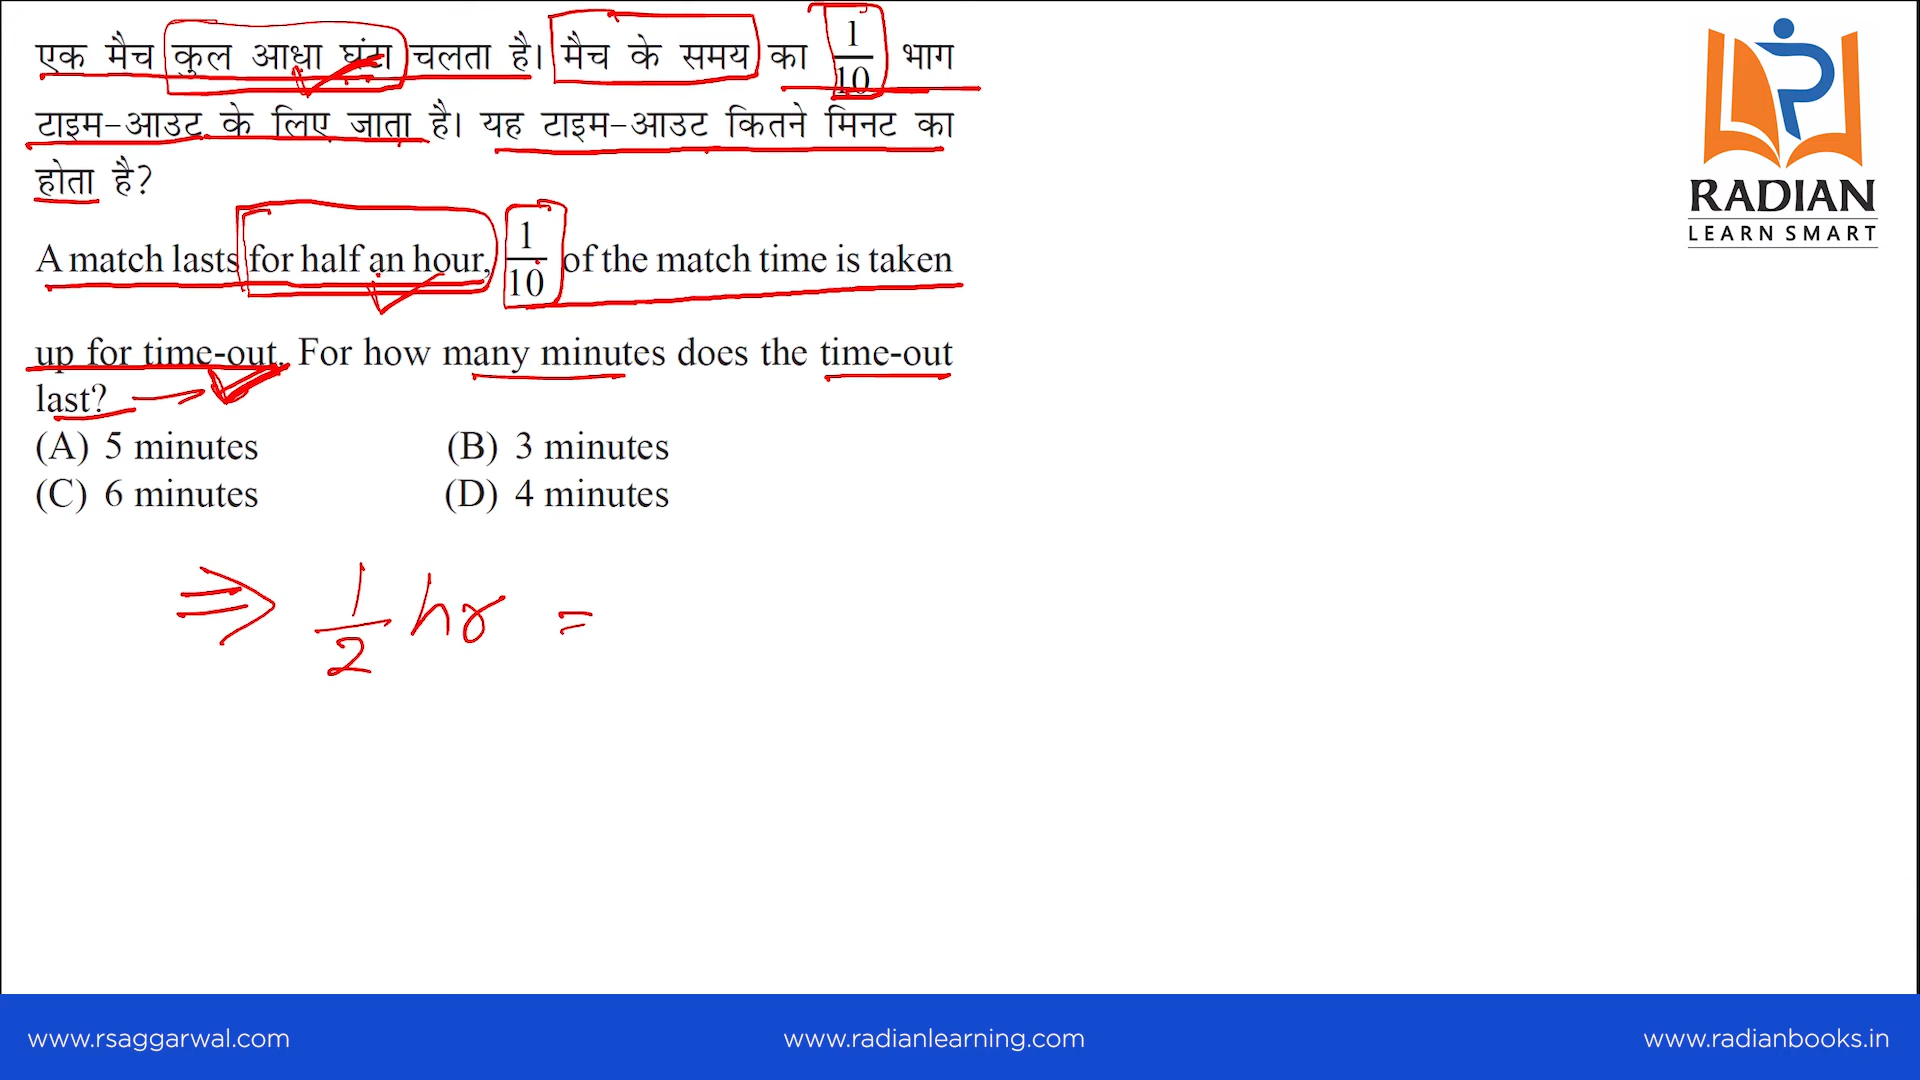 एक मैच कुल आधा घंटा चलता है। मैच के समय का 1/10 भाग
टाइम-आउट के लिए जाता है। यह टाइम-आउट कितने मिनट का
होता है?
A match lasts for half an hour, 1/10 of the match time is taken
up for time-out. For how many minutes does the time-out
last?
(A) 5 minutes (B) 3 minutes
(C) 6 minutes (D) 4 minutes
⇒ 1/2 hr =
RADIAN
LEARN SMART
www.rsaggarwal.com www.radianlearning.com www.radianbooks.in